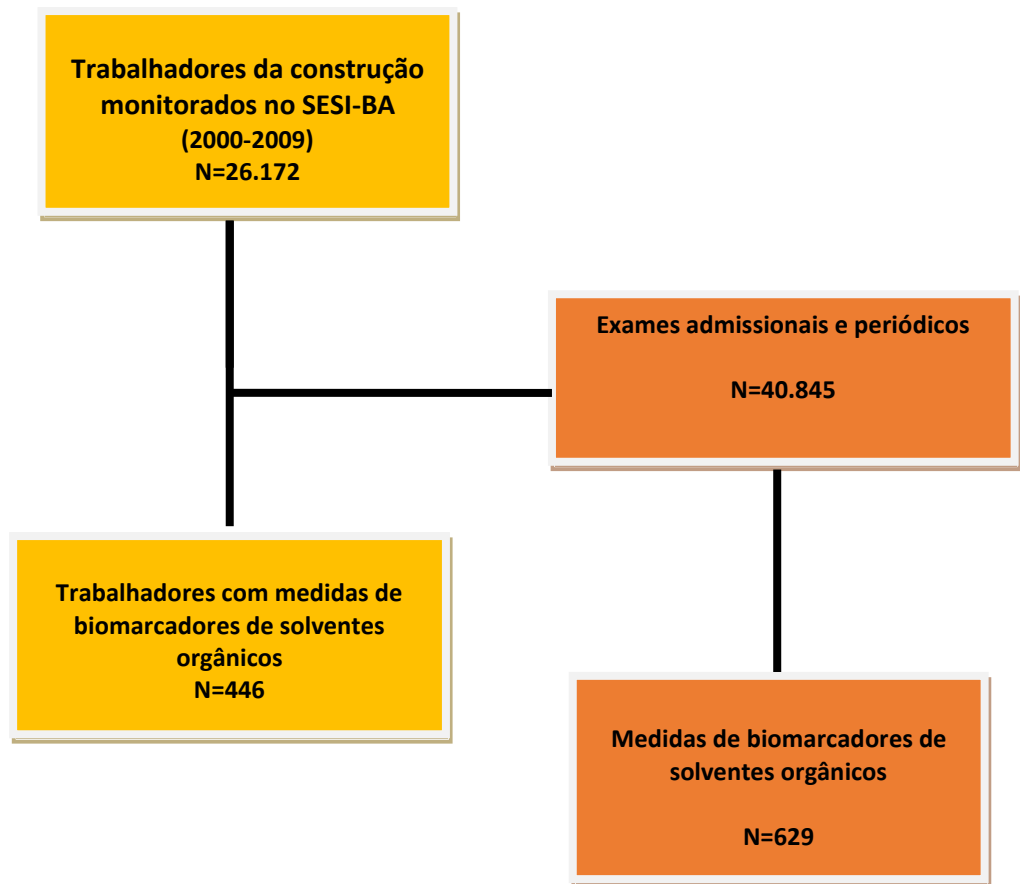 Trabalhadores da construção
monitorados no SESI-BA
(2000-2009)
N=26.172
Exames admissionais e periódicos
N=40.845
Trabalhadores com medidas de
biomarcadores de solventes
orgânicos
N=446
Medidas de biomarcadores de
solventes orgânicos
N=629